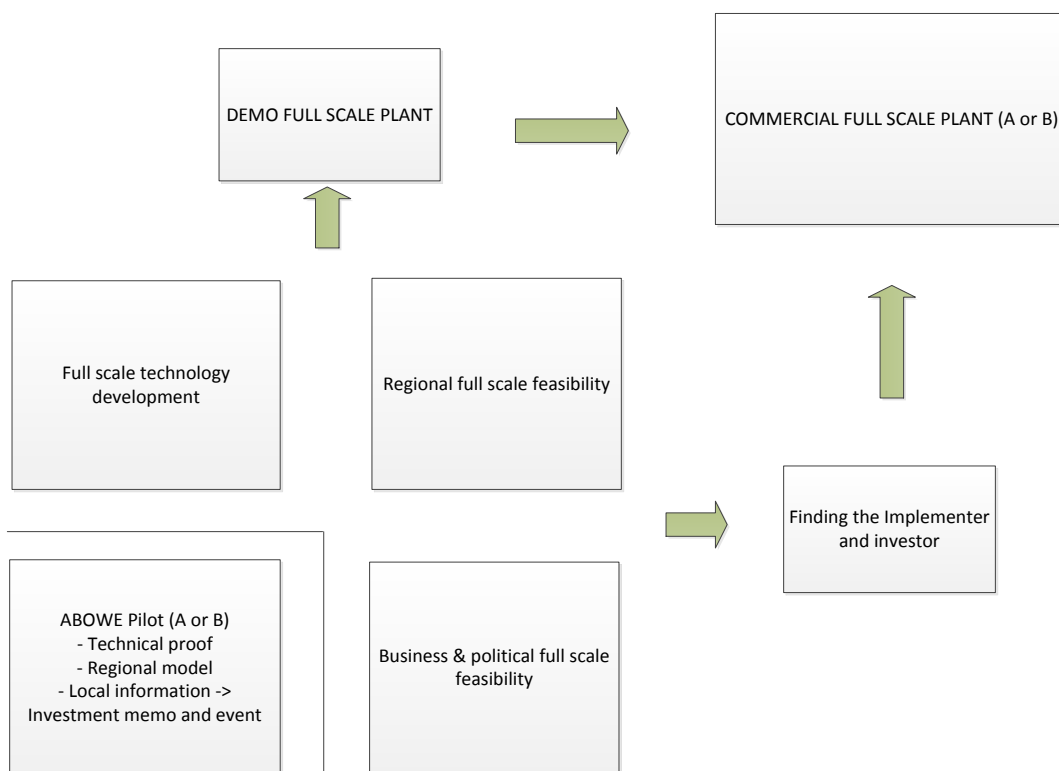 DEMO FULL SCALE PLANT
COMMERCIAL FULL SCALE PLANT (A or B)
Full scale technology
development
Regional full scale feasibility
Finding the Implementer
and investor
ABOWE Pilot (A or B)
- Technical proof
- Regional model
- Local information ->
Investment memo and event
Business & political full scale
feasibility